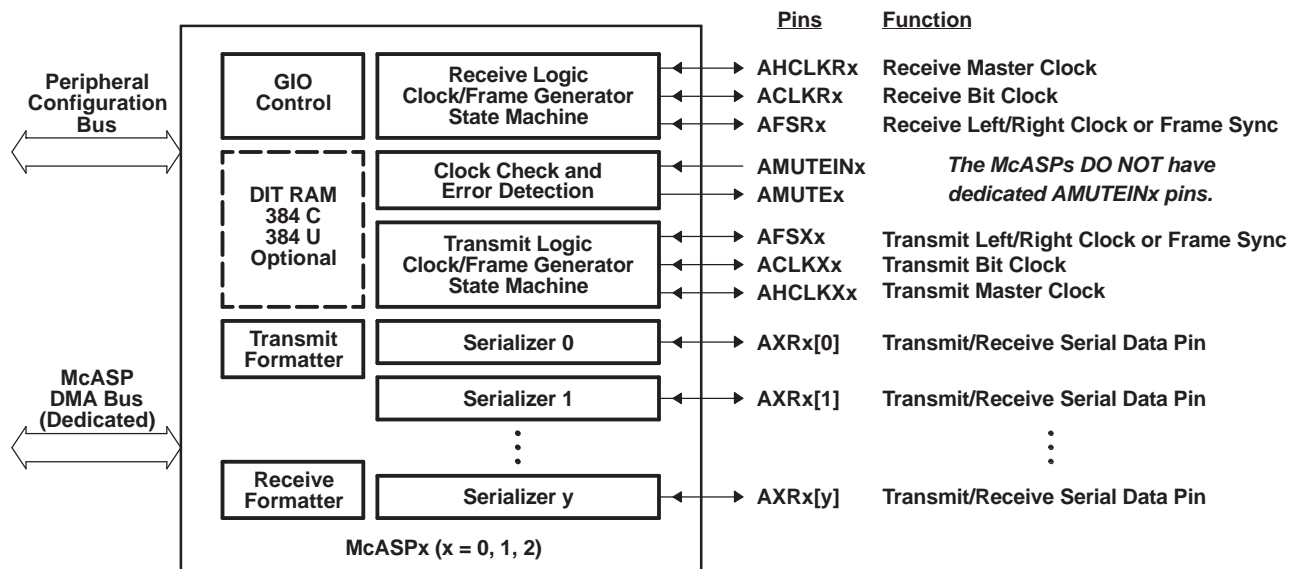 Pins Function
Peripheral
Configuration
Bus
GIO
Control
Receive Logic
Clock/Frame Generator
State Machine
AHCLKRx Receive Master Clock
ACLKRx Receive Bit Clock
AFSRx Receive Left/Right Clock or Frame Sync
DIT RAM
384 C
384 U
Optional
Clock Check and
Error Detection
AMUTEINx
AMUTEx
The McASPs DO NOT have
dedicated AMUTEINx pins.
Transmit Logic
Clock/Frame Generator
State Machine
AFSXx Transmit Left/Right Clock or Frame Sync
ACLKXx Transmit Bit Clock
AHCLKXx Transmit Master Clock
Transmit
Formatter
Serializer 0
AXRx[0] Transmit/Receive Serial Data Pin
McASP
DMA Bus
(Dedicated)
Serializer 1
AXRx[1] Transmit/Receive Serial Data Pin
Receive
Formatter
Serializer y
AXRx[y] Transmit/Receive Serial Data Pin
McASPx (x = 0, 1, 2)